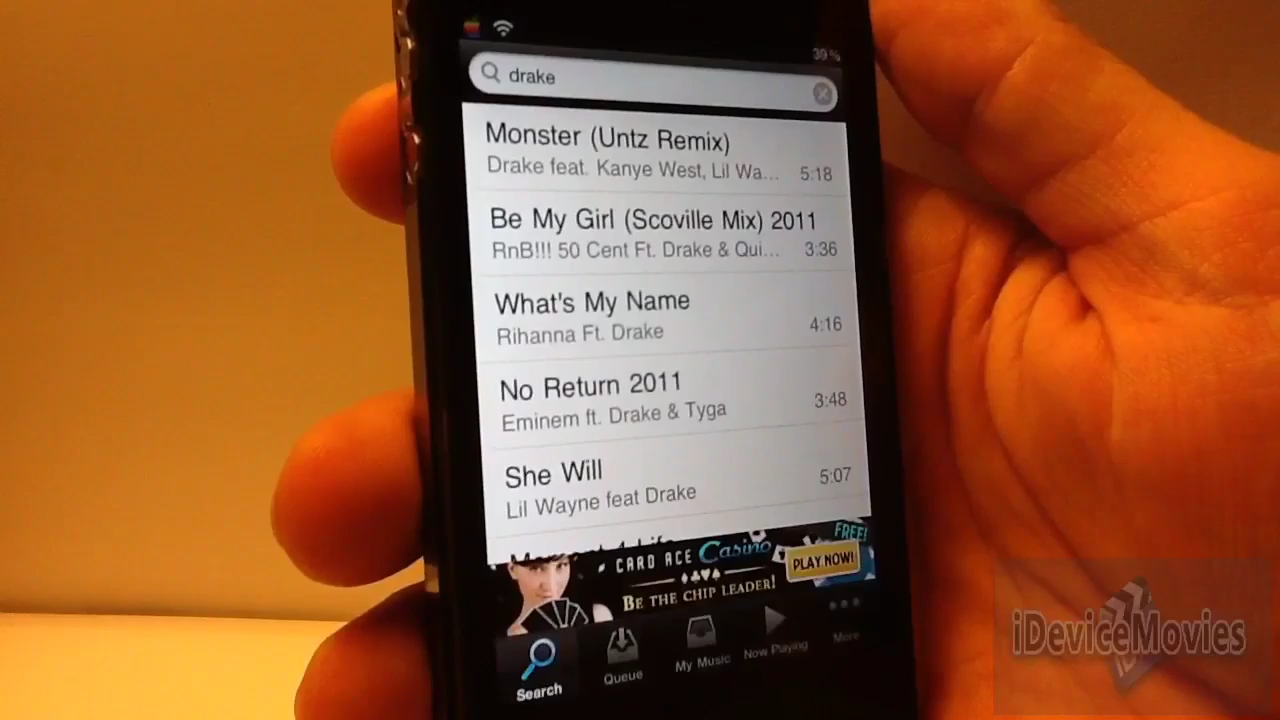 39%
drake
Monster (Untz Remix)
Drake feat. Kanye West, Lil Wa... 5:18
Be My Girl (Scoville Mix) 2011
RnB!!! 50 Cent Ft. Drake & Qui... 3:36
What's My Name
Rihanna Ft. Drake 4:16
No Return 2011
Eminem ft. Drake & Tyga 3:48
She Will
Lil Wayne feat Drake 5:07
FREE!
CARD ACE Casino
PLAY NOW!
BE THE CHIP LEADER!
Search Queue My Music Now Playing More
iDeviceMovies